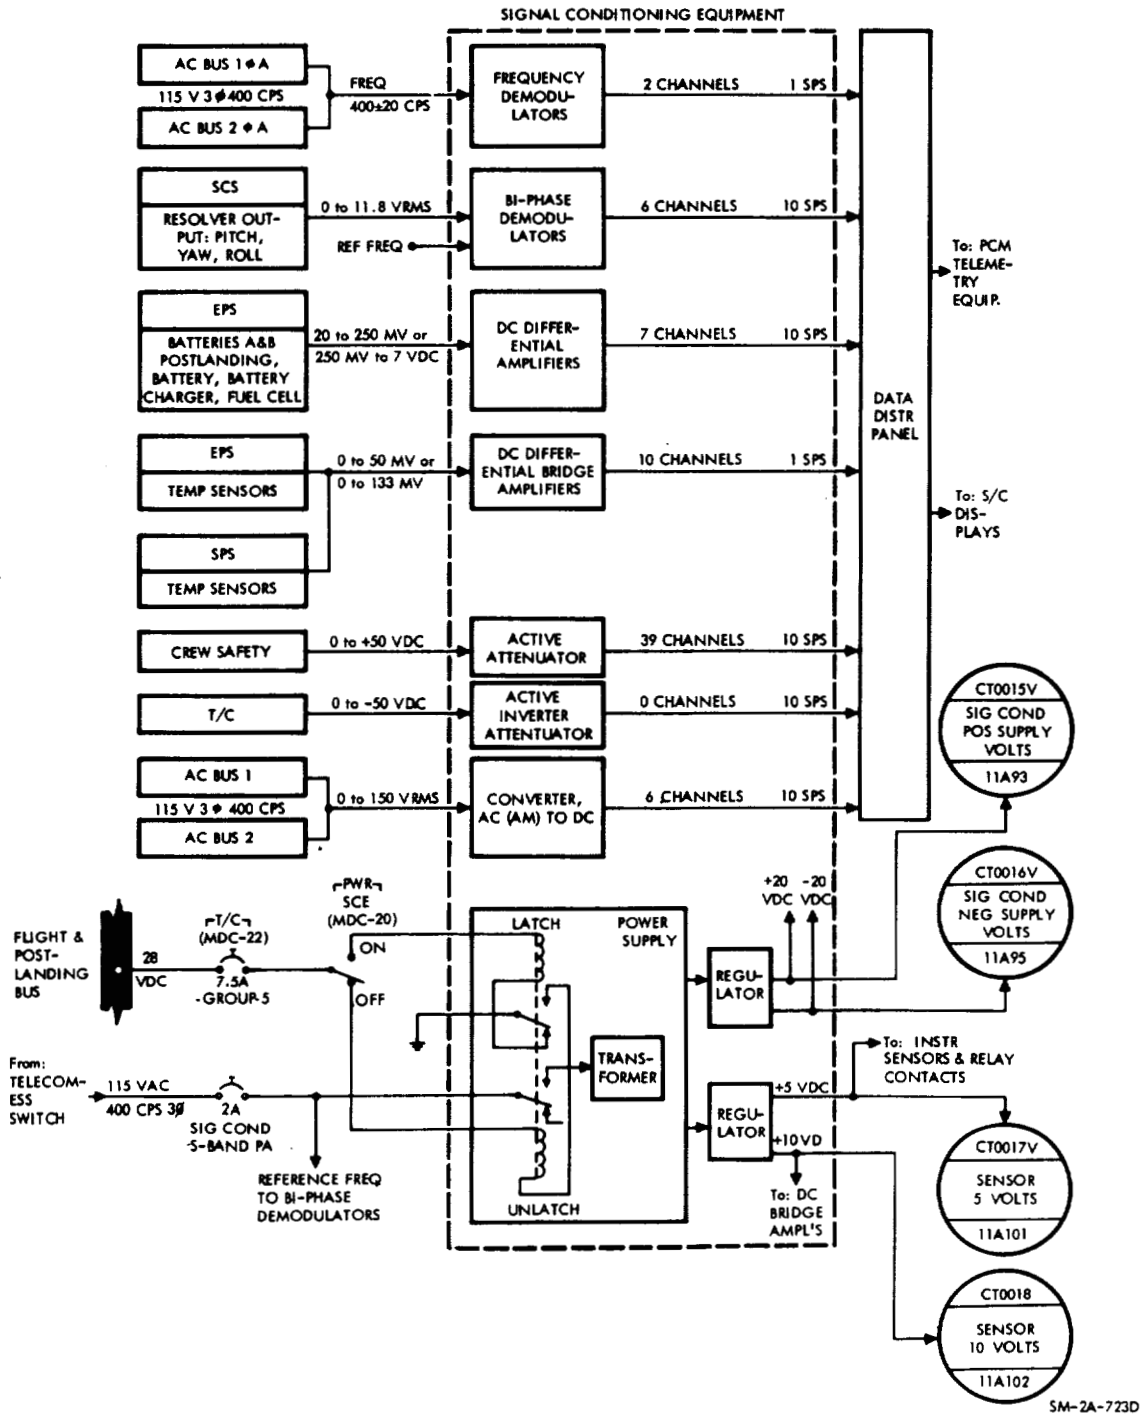 SIGNAL CONDITIONING EQUIPMENT
AC BUS 1 ϕ A
115 V 3 ϕ 400 CPS
AC BUS 2 ϕ A
FREQ
400±20 CPS
FREQUENCY
DEMODU-
LATORS
2 CHANNELS
1 SPS
SCS
RESOLVER OUT-
PUT: PITCH,
YAW, ROLL
0 to 11.8 VRMS
REF FREQ
BI-PHASE
DEMODU-
LATORS
6 CHANNELS
10 SPS
EPS
BATTERIES A&B
POSTLANDING,
BATTERY, BATTERY
CHARGER, FUEL CELL
20 to 250 MV or
250 MV to 7 VDC
DC DIFFER-
ENTIAL
AMPLIFIERS
7 CHANNELS
10 SPS
EPS
TEMP SENSORS
0 to 50 MV or
0 to 133 MV
DC DIFFER-
ENTIAL BRIDGE
AMPLIFIERS
10 CHANNELS
1 SPS
SPS
TEMP SENSORS
CREW SAFETY
0 to +50 VDC
ACTIVE
ATTENUATOR
39 CHANNELS
10 SPS
T/C
0 to -50 VDC
ACTIVE
INVERTER
ATTENTUATOR
0 CHANNELS
10 SPS
AC BUS 1
115 V 3 ϕ 400 CPS
AC BUS 2
0 to 150 VRMS
CONVERTER,
AC (AM) TO DC
6 CHANNELS
10 SPS
DATA
DISTR
PANEL
To: PCM
TELEME-
TRY
EQUIP.
To: S/C
DIS-
PLAYS
CT0015V
SIG COND
POS SUPPLY
VOLTS
11A93
CT0016V
SIG COND
NEG SUPPLY
VOLTS
11A95
FLIGHT &
POST-
LANDING
BUS
28
VDC
T/C
(MDC-22)
7.5A
-GROUP-5
PWR
SCE
(MDC-20)
ON
OFF
LATCH
POWER
SUPPLY
+20
VDC
-20
VDC
REGU-
LATOR
TRANS-
FORMER
From:
TELECOM-
ESS
SWITCH
115 VAC
400 CPS 3ϕ
2A
SIG COND
S-BAND PA
REFERENCE FREQ
TO BI-PHASE
DEMODULATORS
UNLATCH
REGU-
LATOR
+5 VDC
+10 VD
To: INSTR
SENSORS & RELAY
CONTACTS
To: DC
BRIDGE
AMPL'S
CT0017V
SENSOR
5 VOLTS
11A101
CT0018
SENSOR
10 VOLTS
11A102
SM-2A-723D